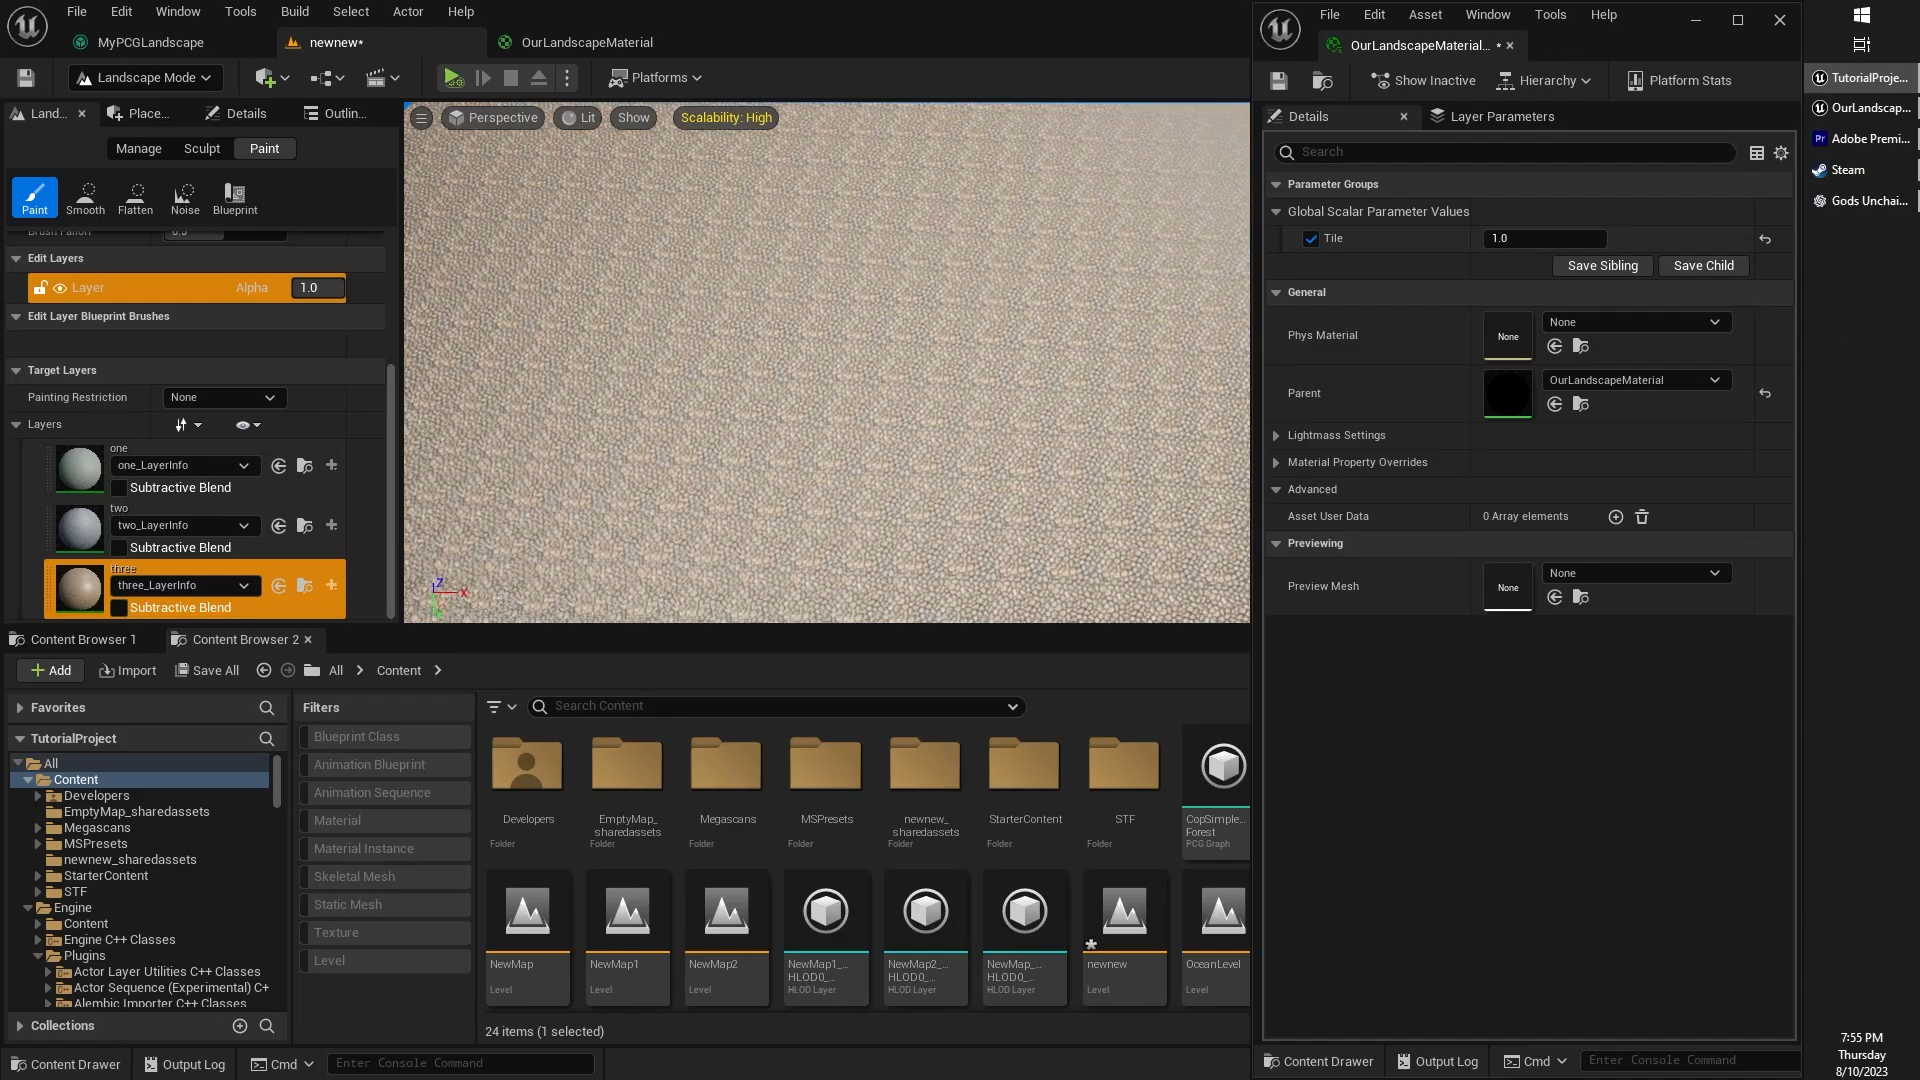 File
Edit
Window
Tools
Build
Select
Actor
Help
MyPCGLandscape
newnew*
OurLandscapeMaterial
Landscape Mode
Platforms
Land...
Place...
Details
Outlin...
Manage
Sculpt
Paint
Paint
Smooth
Flatten
Noise
Blueprint
Brush Falloff
0.5
Edit Layers
Layer
Alpha
1.0
Edit Layer Blueprint Brushes
Target Layers
Painting Restriction
None
Layers
one
one_LayerInfo
Subtractive Blend
two
two_LayerInfo
Subtractive Blend
three
three_LayerInfo
Subtractive Blend
Perspective
Lit
Show
Scalability: High
Z
X
Content Browser 1
Content Browser 2
Add
Import
Save All
All
Content
Favorites
TutorialProject
All
Content
Developers
EmptyMap_sharedassets
Megascans
MSPresets
newnew_sharedassets
StarterContent
STF
Engine
Content
Engine C++ Classes
Plugins
Actor Layer Utilities C++ Classes
Actor Sequence (Experimental) C+
Alembic Importer C++ Classes
Collections
Filters
Blueprint Class
Animation Blueprint
Animation Sequence
Material
Material Instance
Skeletal Mesh
Static Mesh
Texture
Level
Search Content
Developers
Folder
EmptyMap_
sharedassets
Folder
Megascans
Folder
MSPresets
Folder
newnew_
sharedassets
Folder
StarterContent
Folder
STF
Folder
CopSimple...
Forest
PCG Graph
NewMap
Level
NewMap1
Level
NewMap2
Level
NewMap1_...
HLOD0_...
HLOD Layer
NewMap2_...
HLOD0_...
HLOD Layer
NewMap_...
HLOD0_...
HLOD Layer
newnew
Level
OceanLevel
Level
24 items (1 selected)
Content Drawer
Output Log
Cmd
Enter Console Command
File
Edit
Asset
Window
Tools
Help
OurLandscapeMaterial... *
Show Inactive
Hierarchy
Platform Stats
Details
Layer Parameters
Search
Parameter Groups
Global Scalar Parameter Values
Tile
1.0
Save Sibling
Save Child
General
Phys Material
None
None
Parent
OurLandscapeMaterial
Lightmass Settings
Material Property Overrides
Advanced
Asset User Data
0 Array elements
Previewing
Preview Mesh
None
None
Content Drawer
Output Log
Cmd
Enter Console Command
TutorialProje...
OurLandscap...
Pr
Adobe Premi...
Steam
Gods Unchai...
7:55 PM
Thursday
8/10/2023